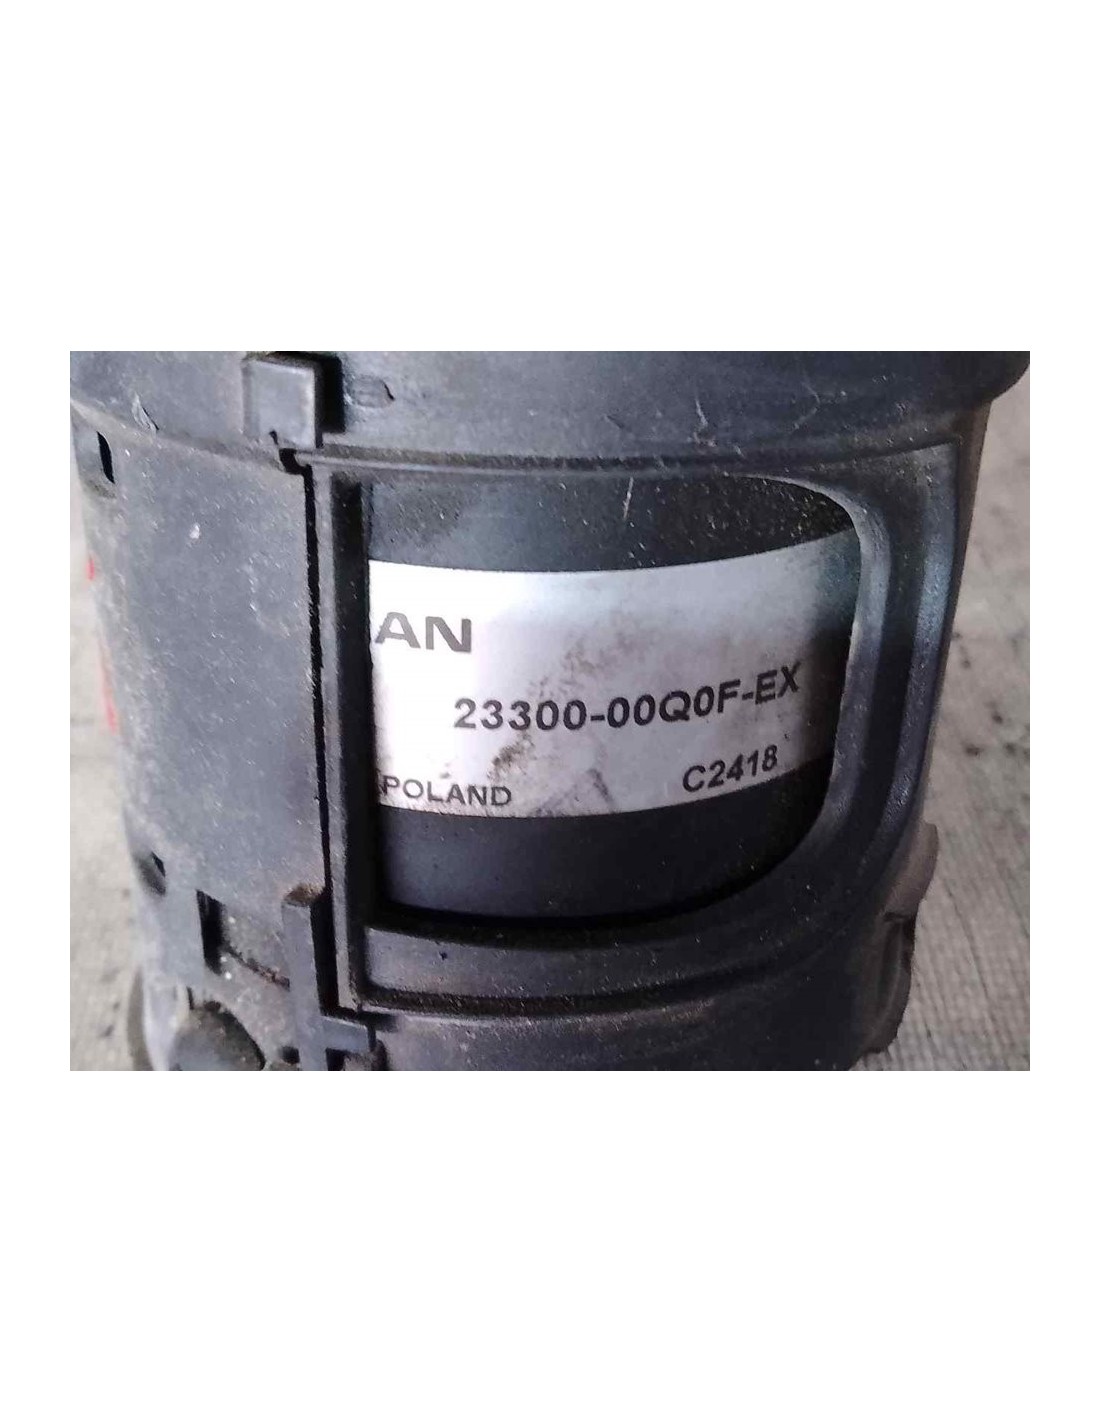 AN
23300-00Q0F-EX
POLAND
C2418